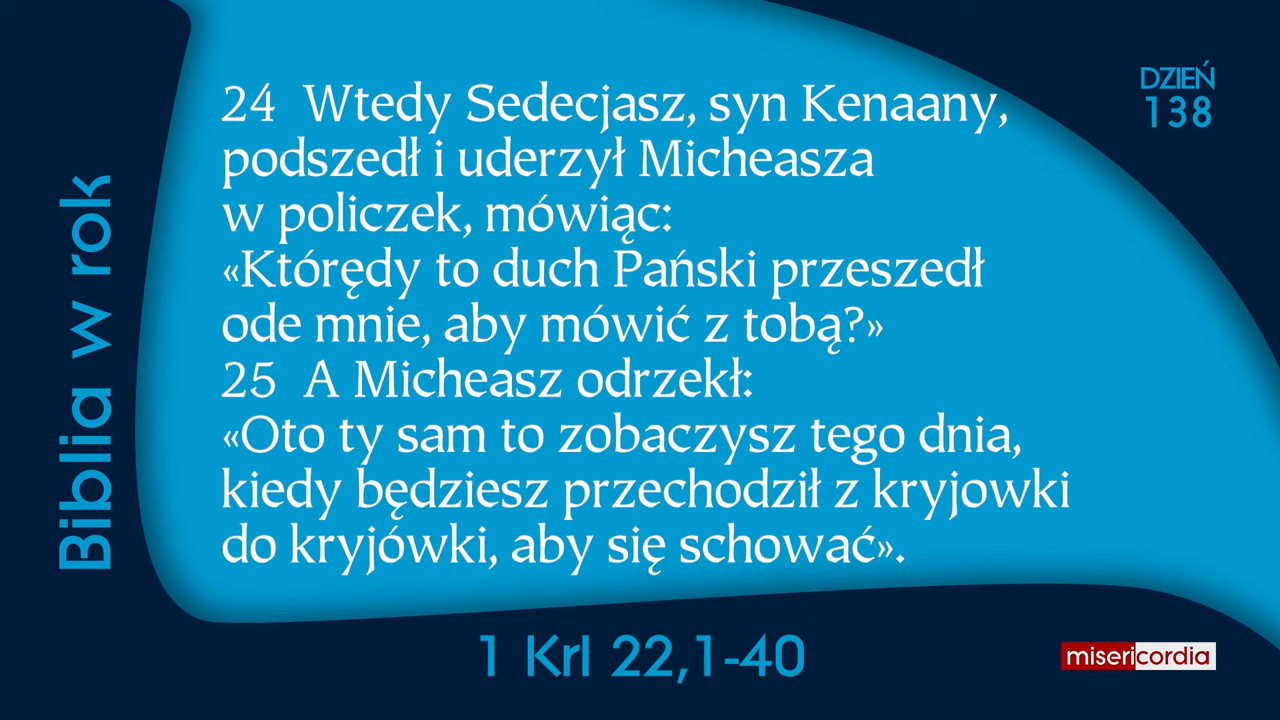 DZIEŃ
138
24 Wtedy Sedecjasz, syn Kenaany,
podszedł i uderzył Micheasza
w policzek, mówiąc:
«Którędy to duch Pański przeszedł
ode mnie, aby mówić z tobą?»
25 A Micheasz odrzekł:
«Oto ty sam to zobaczysz tego dnia,
kiedy będziesz przechodził z kryjowki
do kryjówki, aby się schować».
Biblia w rok
1 Krl 22,1-40
misericordia